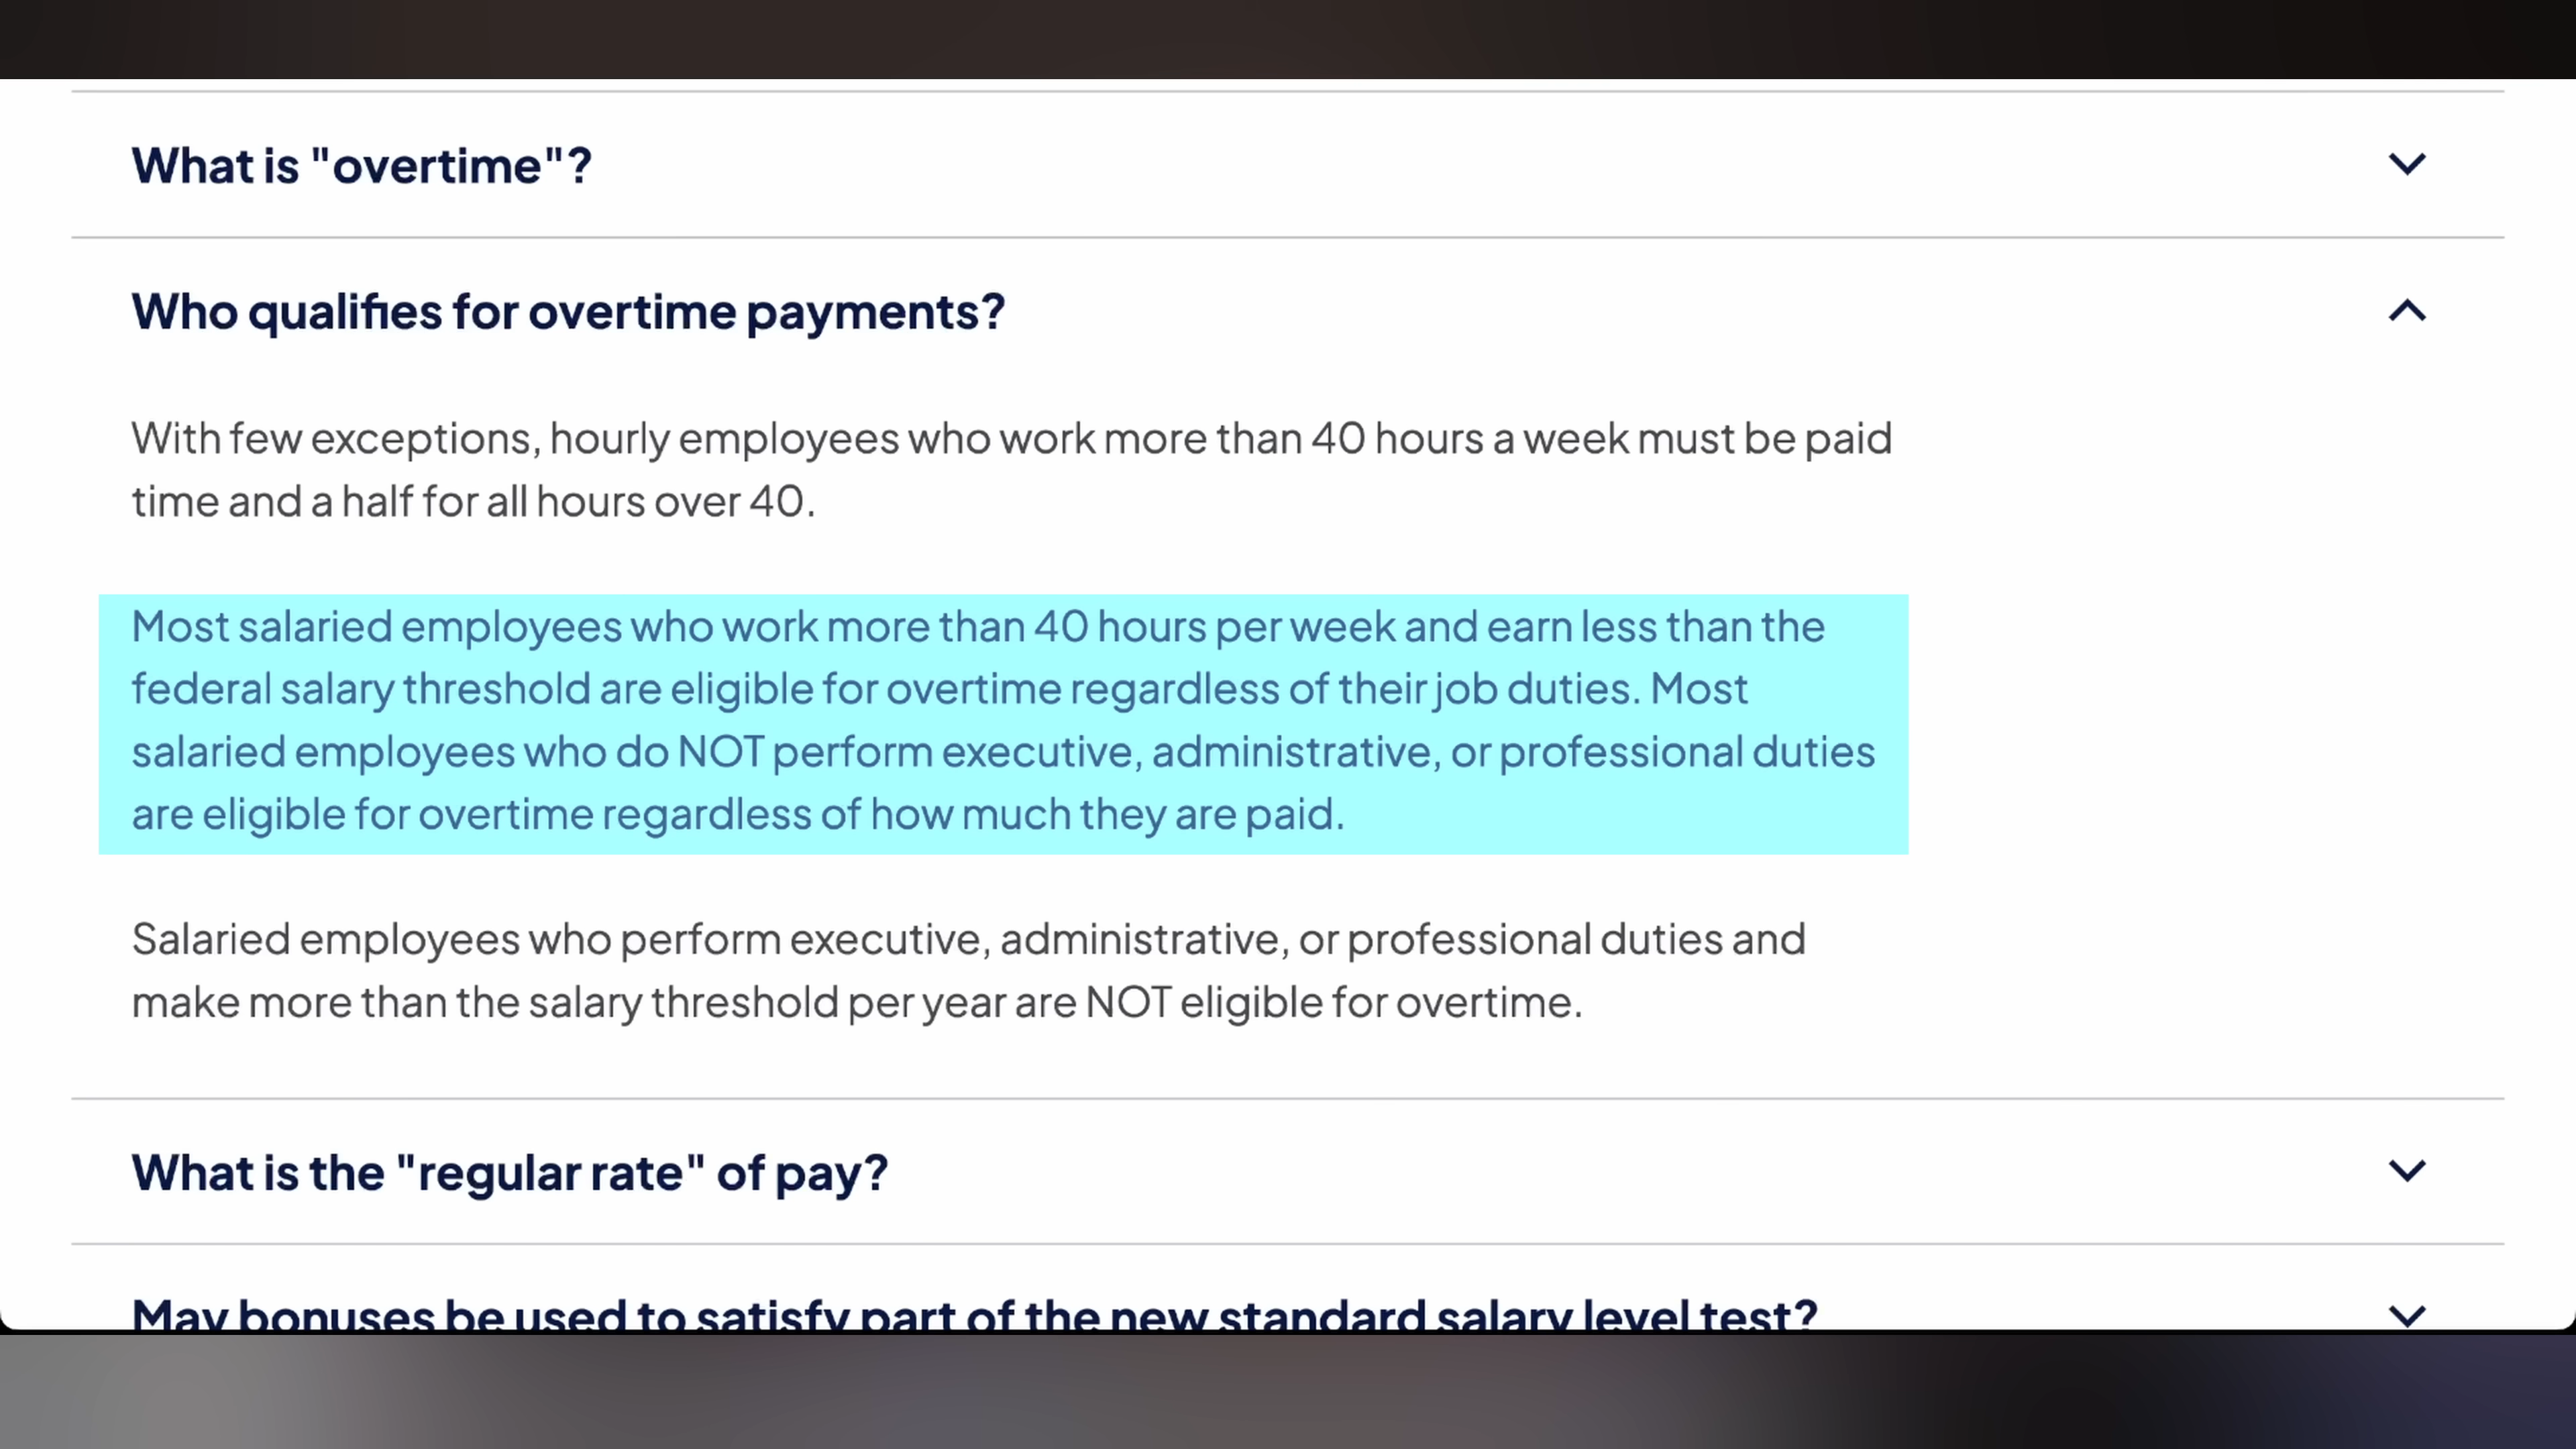 What is "overtime"?
Who qualifies for overtime payments?
With few exceptions, hourly employees who work more than 40 hours a week must be paid
time and a half for all hours over 40.
Most salaried employees who work more than 40 hours per week and earn less than the
federal salary threshold are eligible for overtime regardless of their job duties. Most
salaried employees who do NOT perform executive, administrative, or professional duties
are eligible for overtime regardless of how much they are paid.
Salaried employees who perform executive, administrative, or professional duties and
make more than the salary threshold per year are NOT eligible for overtime.
What is the "regular rate" of pay?
May bonuses be used to satisfy part of the new standard salary level test?